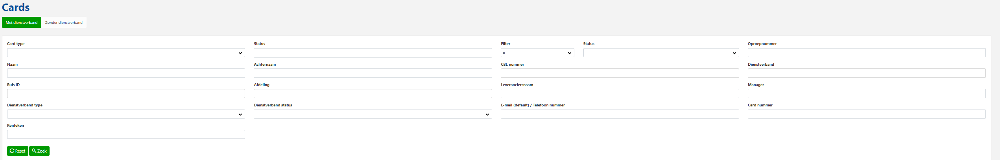 Cards
Met dienstverband Zonder dienstverband
Card type Status Filter Status Oproepnummer
=
Naam Achternaam CBL nummer Dienstverband
Ruis ID Afdeling Leveranciersnaam Manager
Dienstverband type Dienstverband status E-mail (default) / Telefoon nummer Card nummer
Kenteken
Reset Zoek